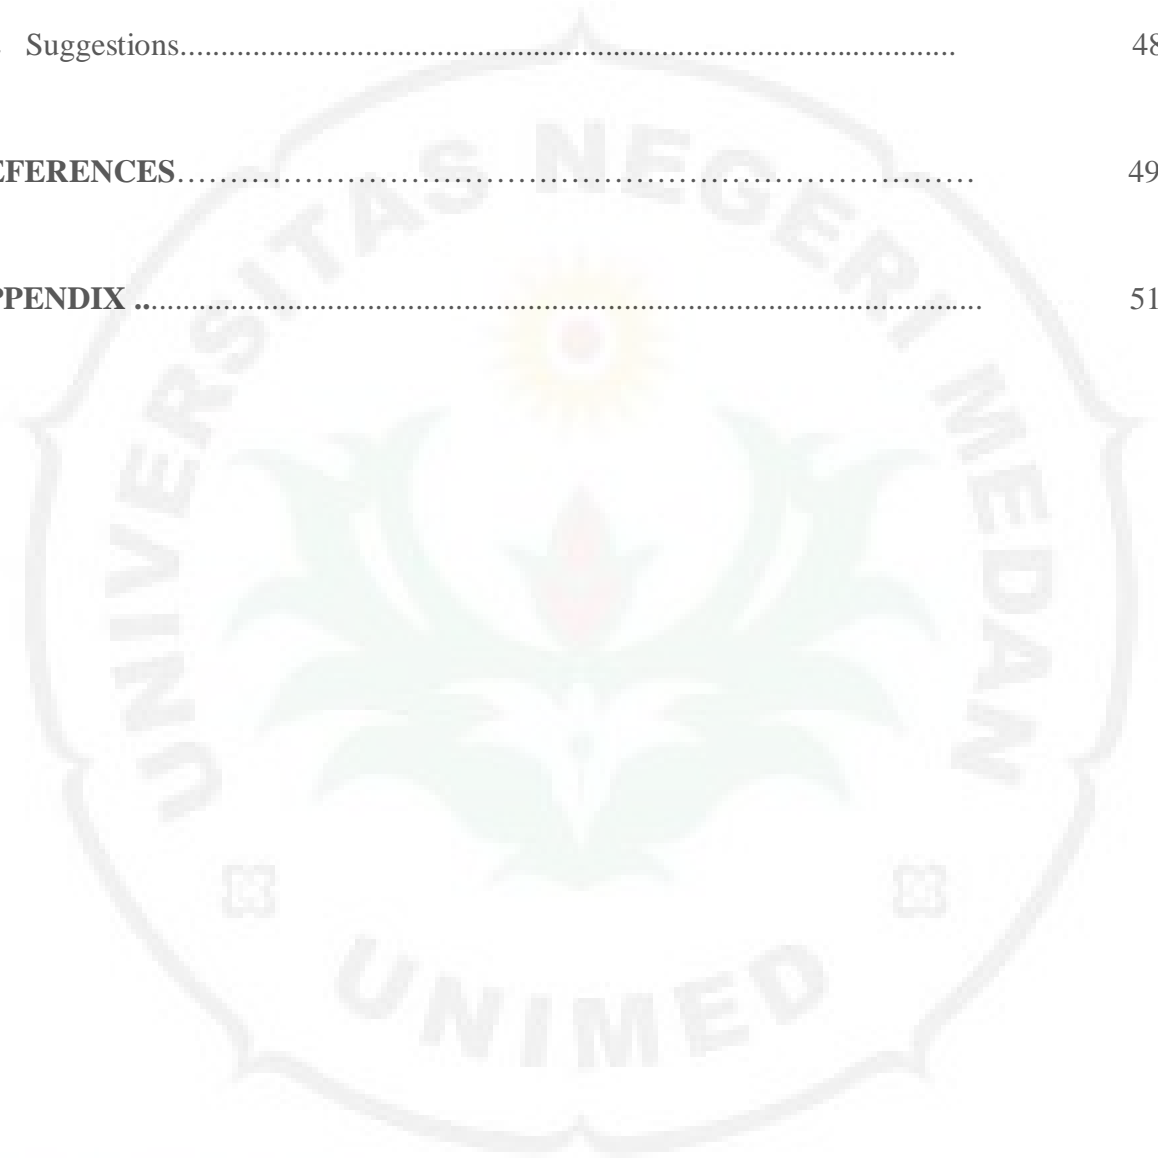 Suggestions.............................................................................................. 48
EFERENCES……………………………………………………………… 49
PPENDIX ..................................................................................................... 51
UNIVERSITAS NEGERI MEDAN
UNIMED